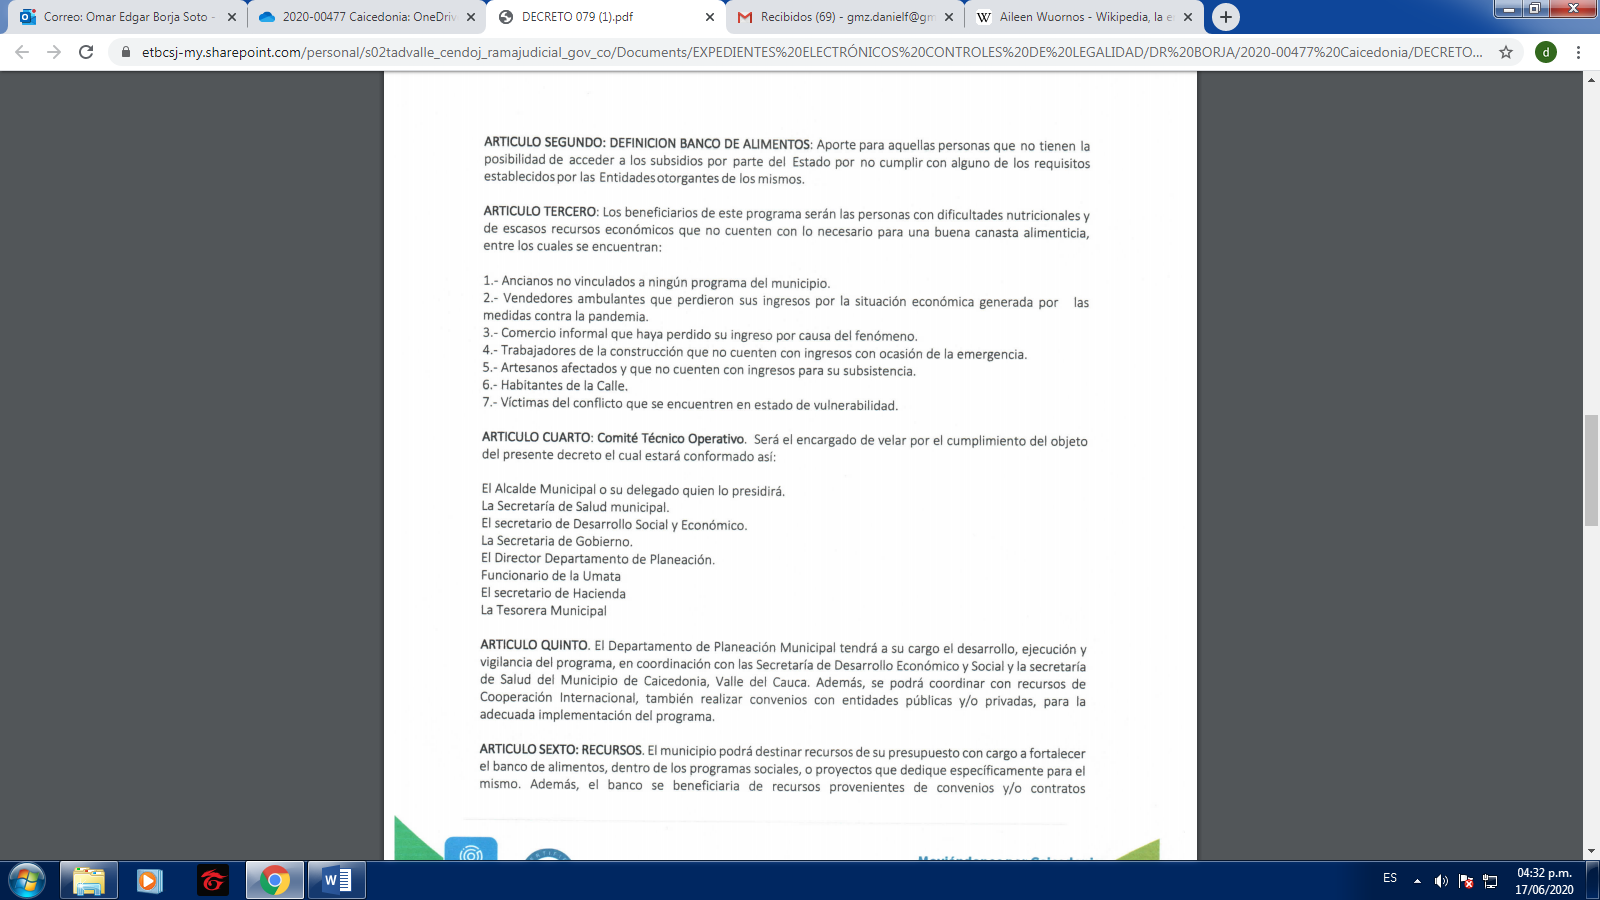 Correo: Omar Edgar Borja Soto -
2020-00477 Caicedonia: OneDriv
DECRETO 079 (1).pdf
Recibidos (69) - gmz.danielf@gm
Aileen Wuornos - Wikipedia, la e
etbcsj-my.sharepoint.com/personal/s02tadvalle_cendoj_ramajudicial_gov_co/Documents/EXPEDIENTES%20ELECTRÓNICOS%20CONTROLES%20DE%20LEGALIDAD/DR%20BORJA/2020-00477%20Caicedonia/DECRETO...
d
ARTICULO SEGUNDO: DEFINICION BANCO DE ALIMENTOS: Aporte para aquellas personas que no tienen la
posibilidad de acceder a los subsidios por parte del Estado por no cumplir con alguno de los requisitos
establecidos por las Entidades otorgantes de los mismos.
ARTICULO TERCERO: Los beneficiarios de este programa serán las personas con dificultades nutricionales y
de escasos recursos económicos que no cuenten con lo necesario para una buena canasta alimenticia,
entre los cuales se encuentran:
1.- Ancianos no vinculados a ningún programa del municipio.
2.- Vendedores ambulantes que perdieron sus ingresos por la situación económica generada por las
medidas contra la pandemia.
3.- Comercio informal que haya perdido su ingreso por causa del fenómeno.
4.- Trabajadores de la construcción que no cuenten con ingresos con ocasión de la emergencia.
5.- Artesanos afectados y que no cuenten con ingresos para su subsistencia.
6.- Habitantes de la Calle.
7.- Víctimas del conflicto que se encuentren en estado de vulnerabilidad.
ARTICULO CUARTO: Comité Técnico Operativo. Será el encargado de velar por el cumplimiento del objeto
del presente decreto el cual estará conformado así:
El Alcalde Municipal o su delegado quien lo presidirá.
La Secretaría de Salud municipal.
El secretario de Desarrollo Social y Económico.
La Secretaria de Gobierno.
El Director Departamento de Planeación.
Funcionario de la Umata
El secretario de Hacienda
La Tesorera Municipal
ARTICULO QUINTO. El Departamento de Planeación Municipal tendrá a su cargo el desarrollo, ejecución y
vigilancia del programa, en coordinación con las Secretaría de Desarrollo Económico y Social y la secretaría
de Salud del Municipio de Caicedonia, Valle del Cauca. Además, se podrá coordinar con recursos de
Cooperación Internacional, también realizar convenios con entidades públicas y/o privadas, para la
adecuada implementación del programa.
ARTICULO SEXTO: RECURSOS. El municipio podrá destinar recursos de su presupuesto con cargo a fortalecer
el banco de alimentos, dentro de los programas sociales, o proyectos que dedique específicamente para el
mismo. Además, el banco se beneficiaria de recursos provenientes de convenios y/o contratos
ES
04:32 p.m.
17/06/2020